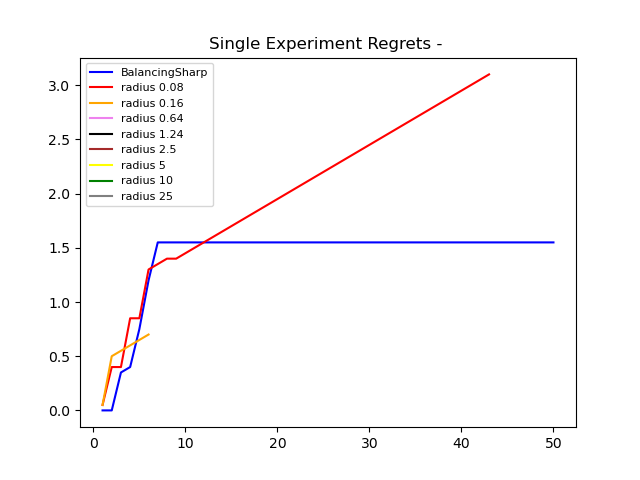 Single Experiment Regrets -
BalancingSharp
radius 0.08
radius 0.16
radius 0.64
radius 1.24
radius 2.5
radius 5
radius 10
radius 25
3.0
2.5
2.0
1.5
1.0
0.5
0.0
0 10 20 30 40 50